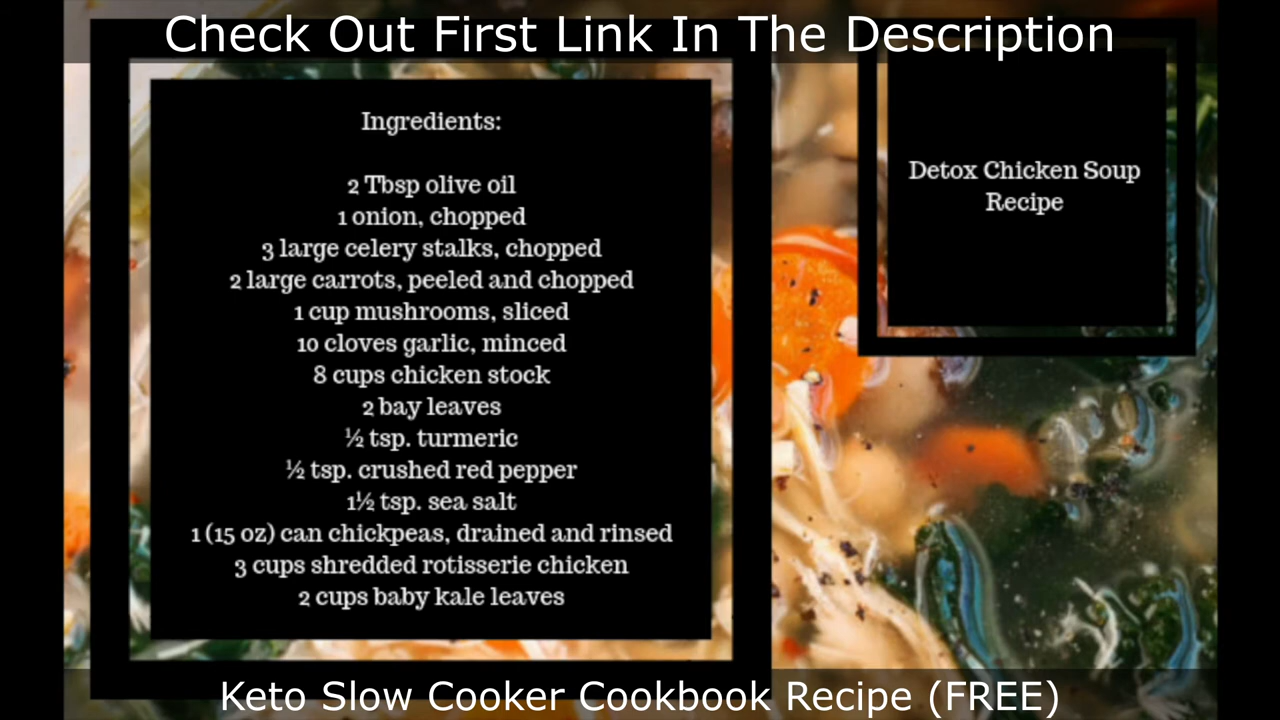 Check Out First Link In The Description
Ingredients:
2 Tbsp olive oil
1 onion, chopped
3 large celery stalks, chopped
2 large carrots, peeled and chopped
1 cup mushrooms, sliced
10 cloves garlic, minced
8 cups chicken stock
2 bay leaves
½ tsp. turmeric
½ tsp. crushed red pepper
1½ tsp. sea salt
1 (15 oz) can chickpeas, drained and rinsed
3 cups shredded rotisserie chicken
2 cups baby kale leaves
Detox Chicken Soup
Recipe
Keto Slow Cooker Cookbook Recipe (FREE)